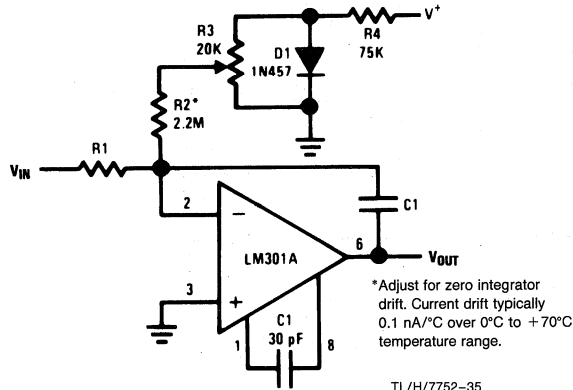 R3
20K
V+
R4
75K
D1
1N457
R2*
2.2M
R1
VIN
2
−
C1
6
VOUT
LM301A
3
+
C1
30 pF
1
8
*Adjust for zero integrator
drift. Current drift typically
0.1 nA/°C over 0°C to +70°C
temperature range.
TL/H/7752–35